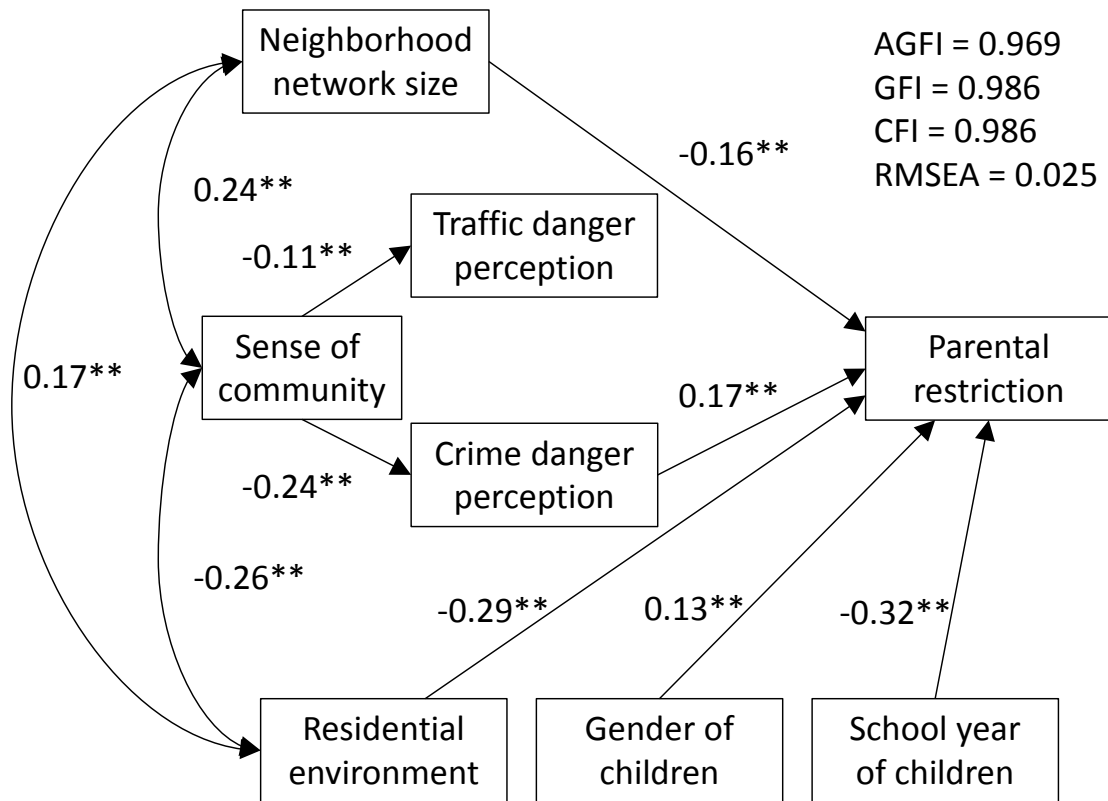 Neighborhood
network size
AGFI = 0.969
GFI = 0.986
CFI = 0.986
RMSEA = 0.025
-0.16**
0.24**
Traffic danger
perception
-0.11**
Sense of
community
0.17**
Parental
restriction
0.17**
Crime danger
perception
-0.24**
-0.26**
-0.29**
0.13**
-0.32**
Residential
environment
Gender of
children
School year
of children